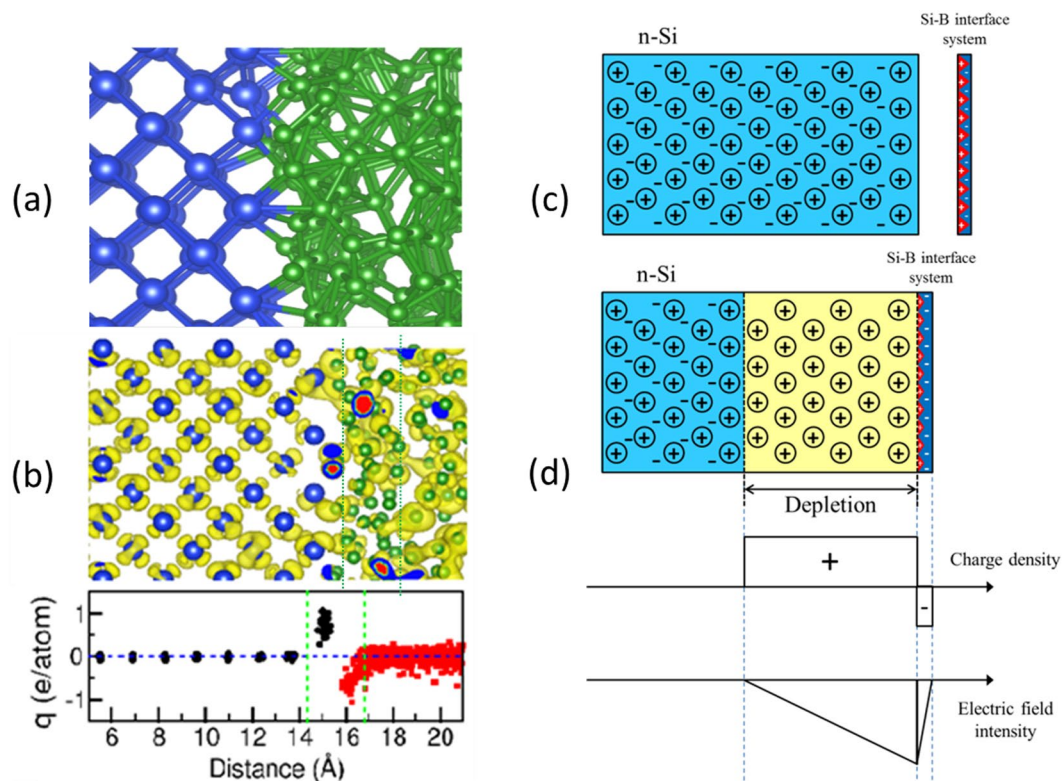 (a)
(b)
q (e/atom)
1
0
-1
6
8
10
12
14
16
18
20
Distance (Å)
(c)
n-Si
Si-B interface
system
(d)
n-Si
Si-B interface
system
Depletion
+
Charge density
-
Electric field
intensity